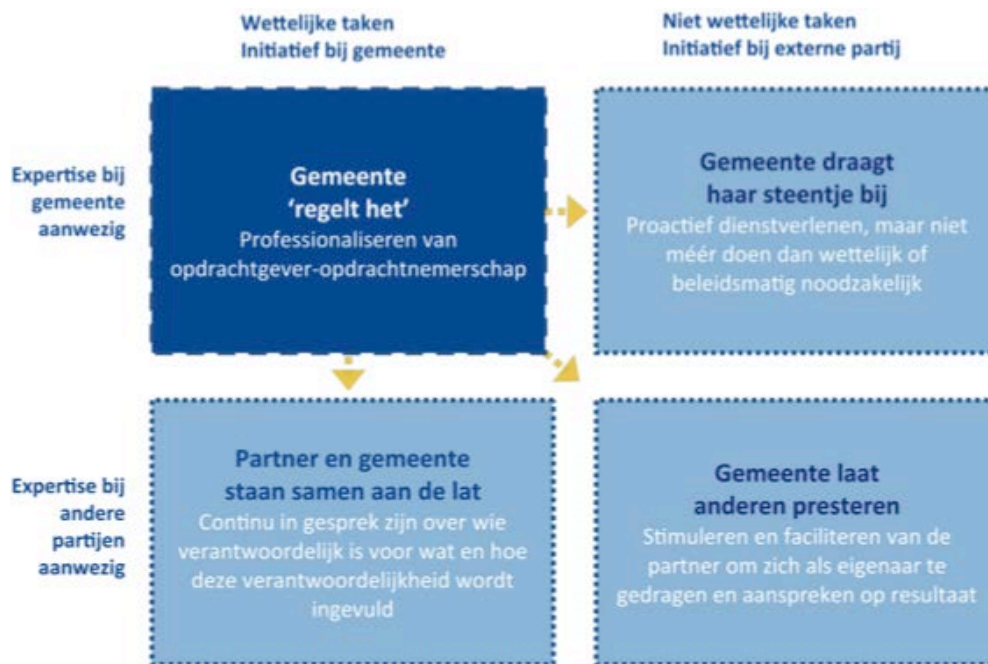 Wettelijke taken
Initiatief bij gemeente
Niet wettelijke taken
Initiatief bij externe partij
Expertise bij
gemeente
aanwezig
Gemeente
‘regelt het’
Professionaliseren van
opdrachtgever-opdrachtnemerschap
Gemeente draagt
haar steentje bij
Proactief dienstverlenen, maar niet
méér doen dan wettelijk of
beleidsmatig noodzakelijk
Expertise bij
andere
partijen
aanwezig
Partner en gemeente
staan samen aan de lat
Continu in gesprek zijn over wie
verantwoordelijk is voor wat en hoe
deze verantwoordelijkheid wordt
ingevuld
Gemeente laat
anderen presteren
Stimuleren en faciliteren van de
partner om zich als eigenaar te
gedragen en aanspreken op resultaat